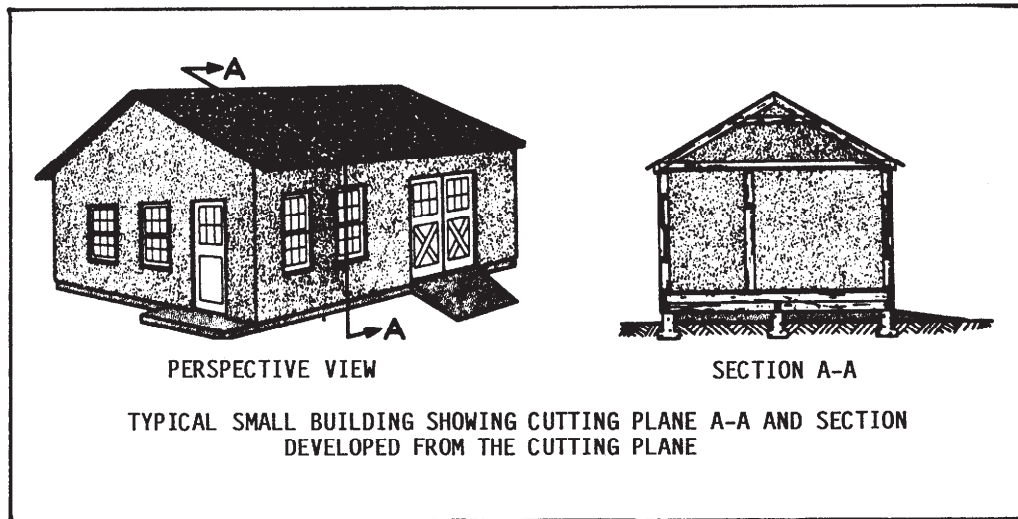 A
A
PERSPECTIVE VIEW
SECTION A-A
TYPICAL SMALL BUILDING SHOWING CUTTING PLANE A-A AND SECTION
DEVELOPED FROM THE CUTTING PLANE